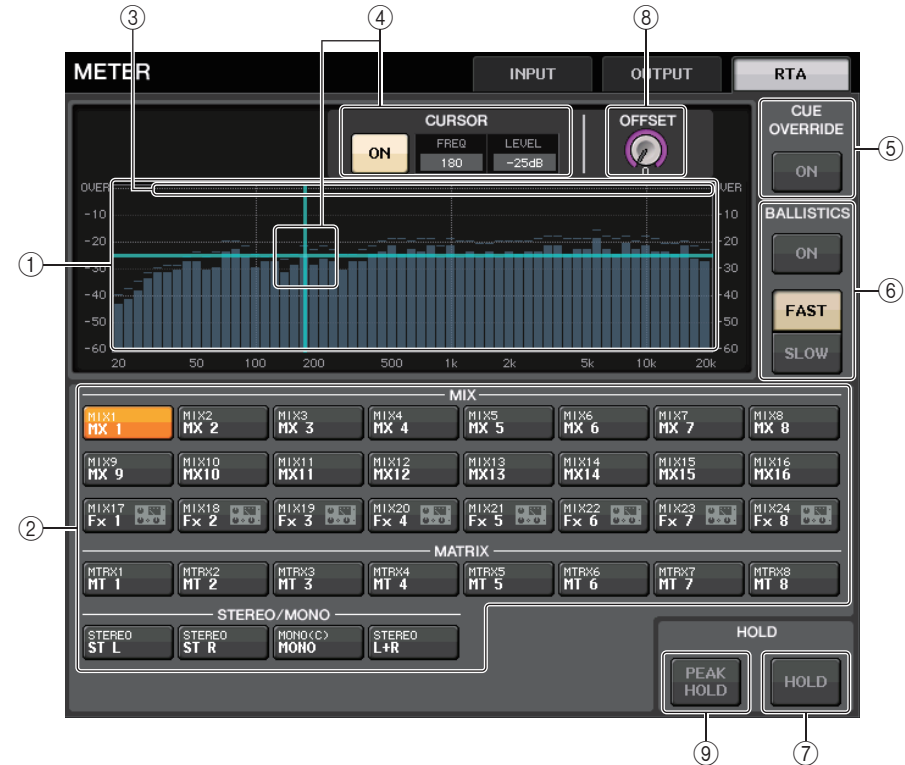 ③ ④ ⑧
METER INPUT OUTPUT RTA
CURSOR OFFSET CUE OVERRIDE
ON FREQ 180 LEVEL -25dB 0 ON ⑤
OVER OVER
-10 -10 BALLISTICS
-20 -20 ON
① -30 -30 ⑥
-40 -40 FAST
-50 -50
-60 -60 SLOW
20 50 100 200 500 1k 2k 5k 10k 20k
MIX
MIX1 MIX2 MIX3 MIX4 MIX5 MIX6 MIX7 MIX8
MX 1 MX 2 MX 3 MX 4 MX 5 MX 6 MX 7 MX 8
MIX9 MIX10 MIX11 MIX12 MIX13 MIX14 MIX15 MIX16
MX 9 MX10 MX11 MX12 MX13 MX14 MX15 MX16
MIX17 MIX18 MIX19 MIX20 MIX21 MIX22 MIX23 MIX24
② Fx 1 Fx 2 Fx 3 Fx 4 Fx 5 Fx 6 Fx 7 Fx 8
MATRIX
MTRX1 MTRX2 MTRX3 MTRX4 MTRX5 MTRX6 MTRX7 MTRX8
MT 1 MT 2 MT 3 MT 4 MT 5 MT 6 MT 7 MT 8
STEREO/MONO
STEREO STEREO MONO(C) STEREO
ST L ST R MONO L+R
HOLD
PEAK HOLD HOLD
⑨ ⑦